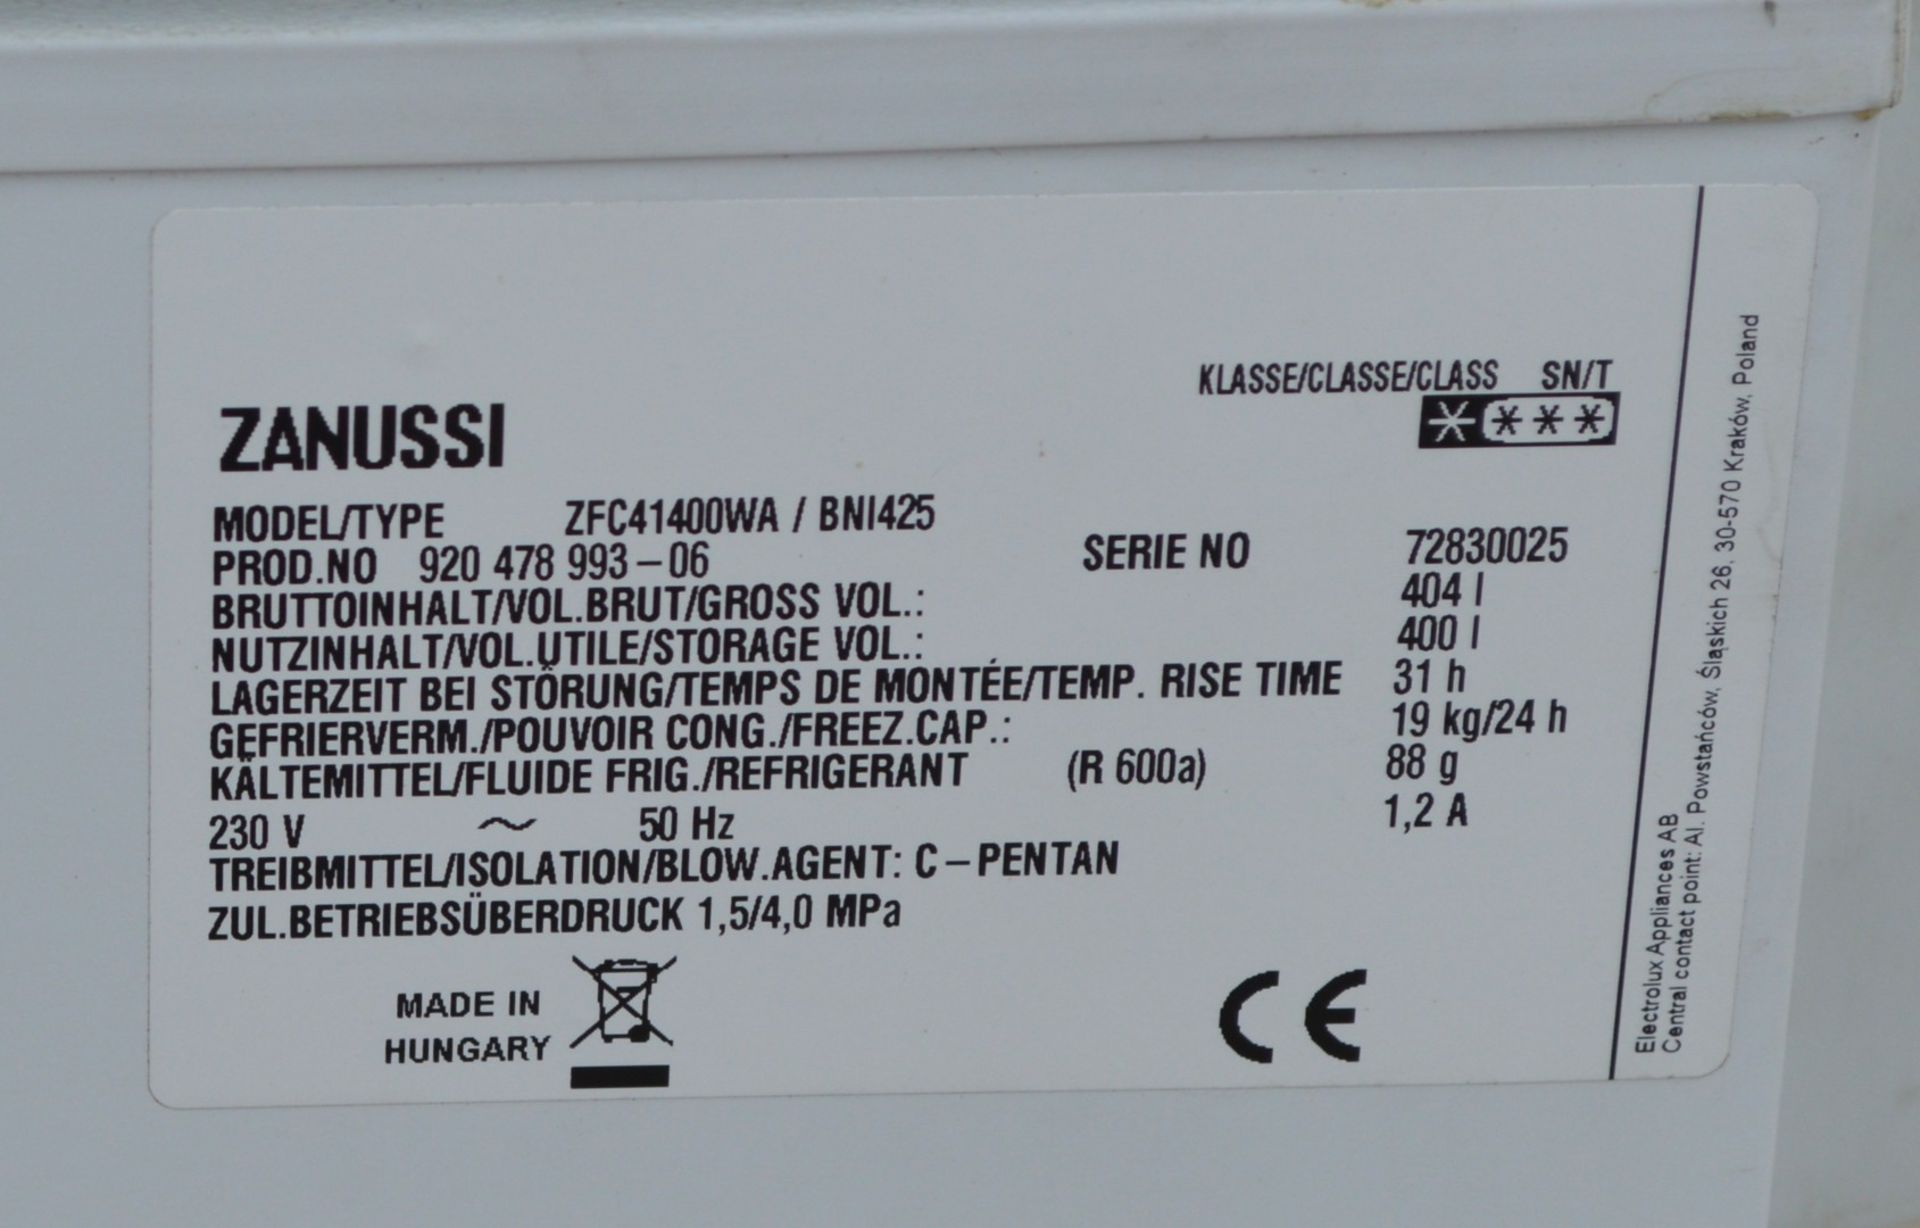 KLASSE/CLASSE/CLASS SN/T
ZANUSSI
MODEL/TYPE ZFC41400WA / BNI425
PROD.NO 920 478 993-06 SERIE NO 72830025
BRUTTOINHALT/VOL.BRUT/GROSS VOL.: 404 l
NUTZINHALT/VOL.UTILE/STORAGE VOL.: 400 l
LAGERZEIT BEI STÖRUNG/TEMPS DE MONTÉE/TEMP. RISE TIME 31 h
GEFRIERVERM./POUVOIR CONG./FREEZ.CAP.: 19 kg/24 h
KÄLTEMITTEL/FLUIDE FRIG./REFRIGERANT (R 600a) 88 g
230 V ~ 50 Hz 1,2 A
TREIBMITTEL/ISOLATION/BLOW.AGENT: C-PENTAN
ZUL.BETRIEBSÜBERDRUCK 1,5/4,0 MPa
MADE IN
HUNGARY
CE
Electrolux Appliances AB
Central contact point: Al. Powstańców, Śląskich 26, 30-570 Kraków, Poland